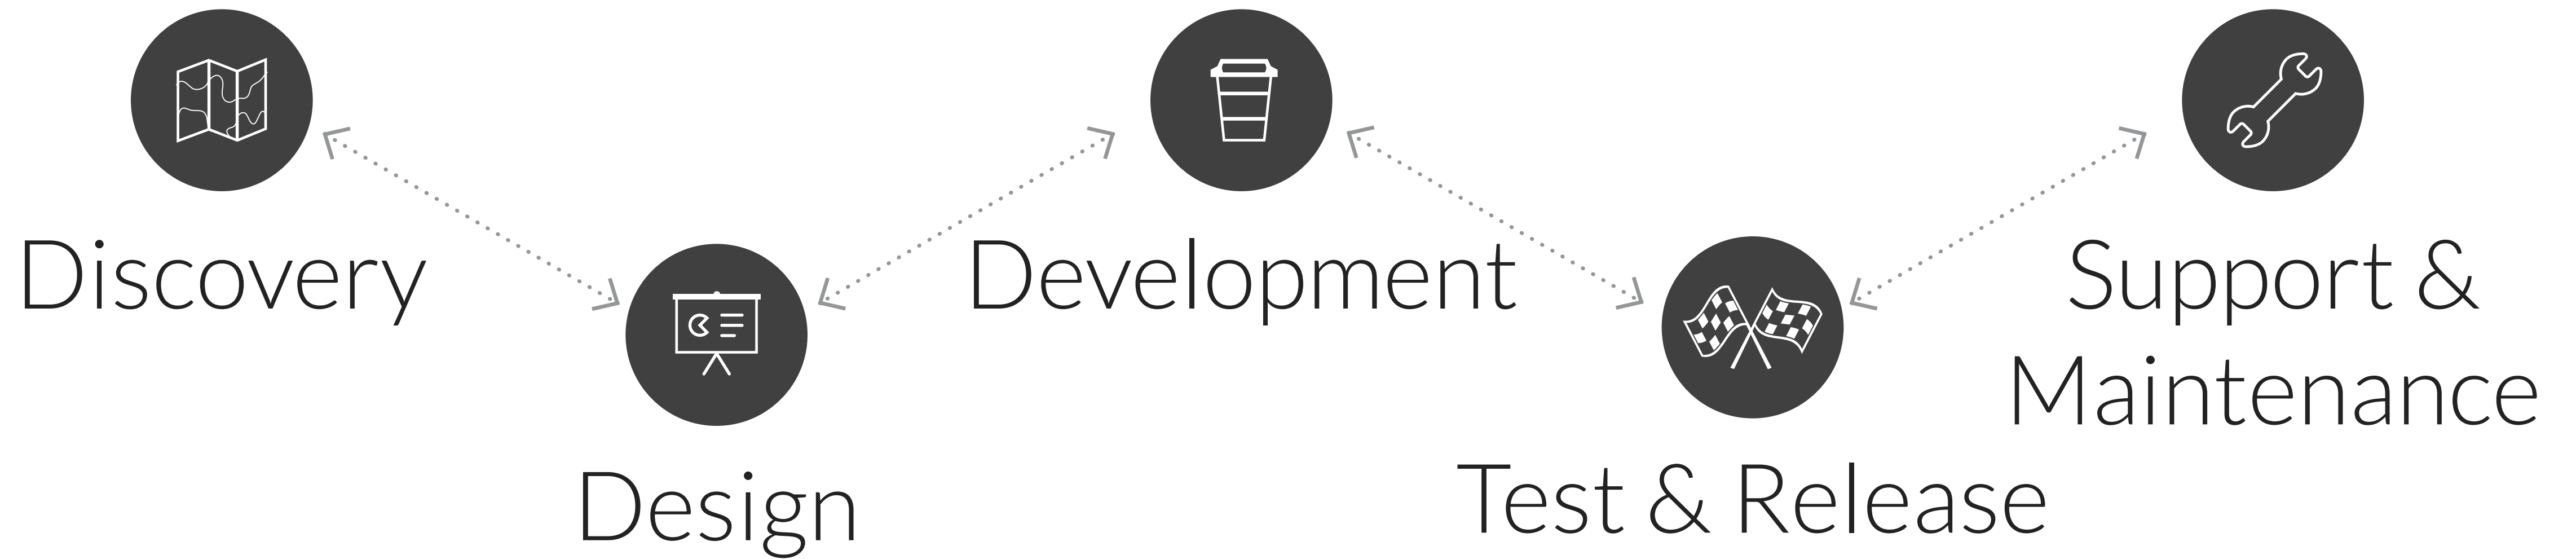 Discovery
Design
Development
Test & Release
Support &
Maintenance